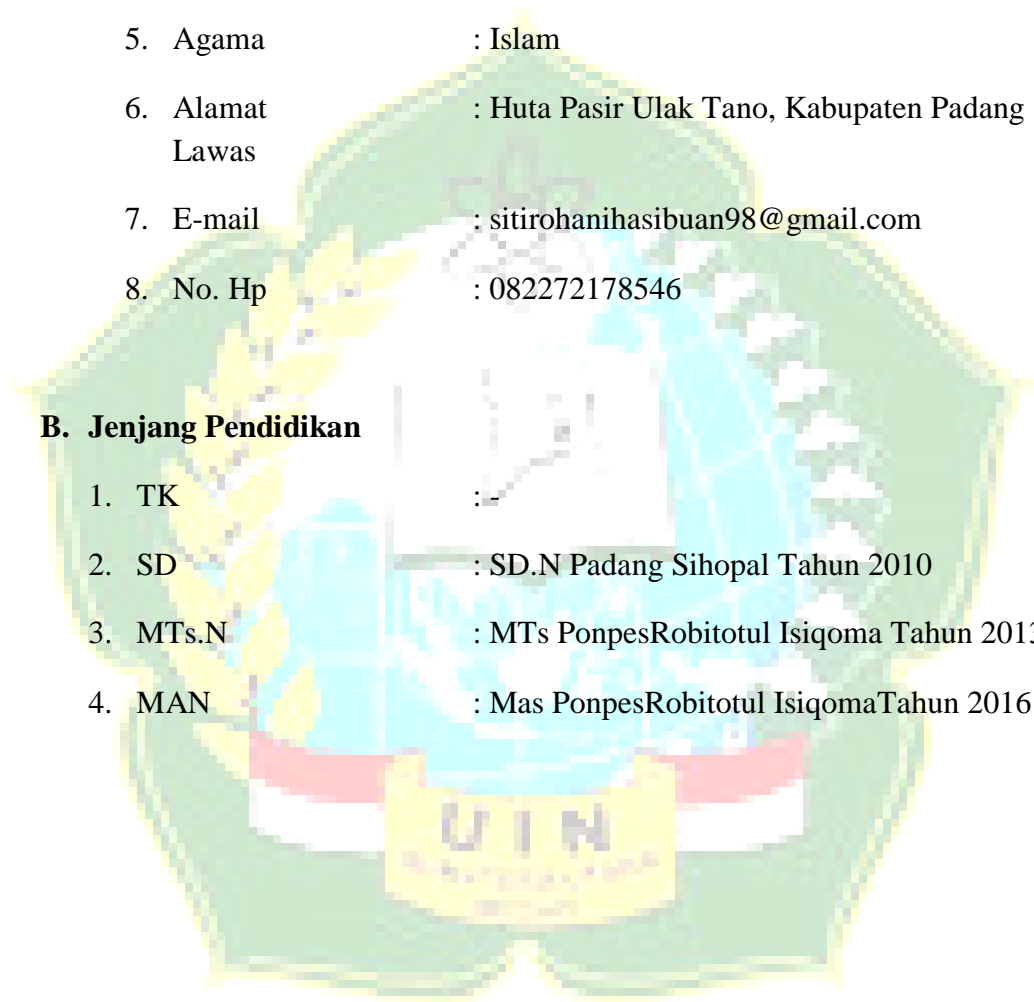 5. Agama : Islam
6. Alamat : Huta Pasir Ulak Tano, Kabupaten Padang
Lawas
7. E-mail : sitirohanihasibuan98@gmail.com
8. No. Hp : 082272178546
B. Jenjang Pendidikan
1. TK : -
2. SD : SD.N Padang Sihopal Tahun 2010
3. MTs.N : MTs PonpesRobitotul Isiqoma Tahun 2013
4. MAN : Mas PonpesRobitotul IsiqomaTahun 2016
UIN